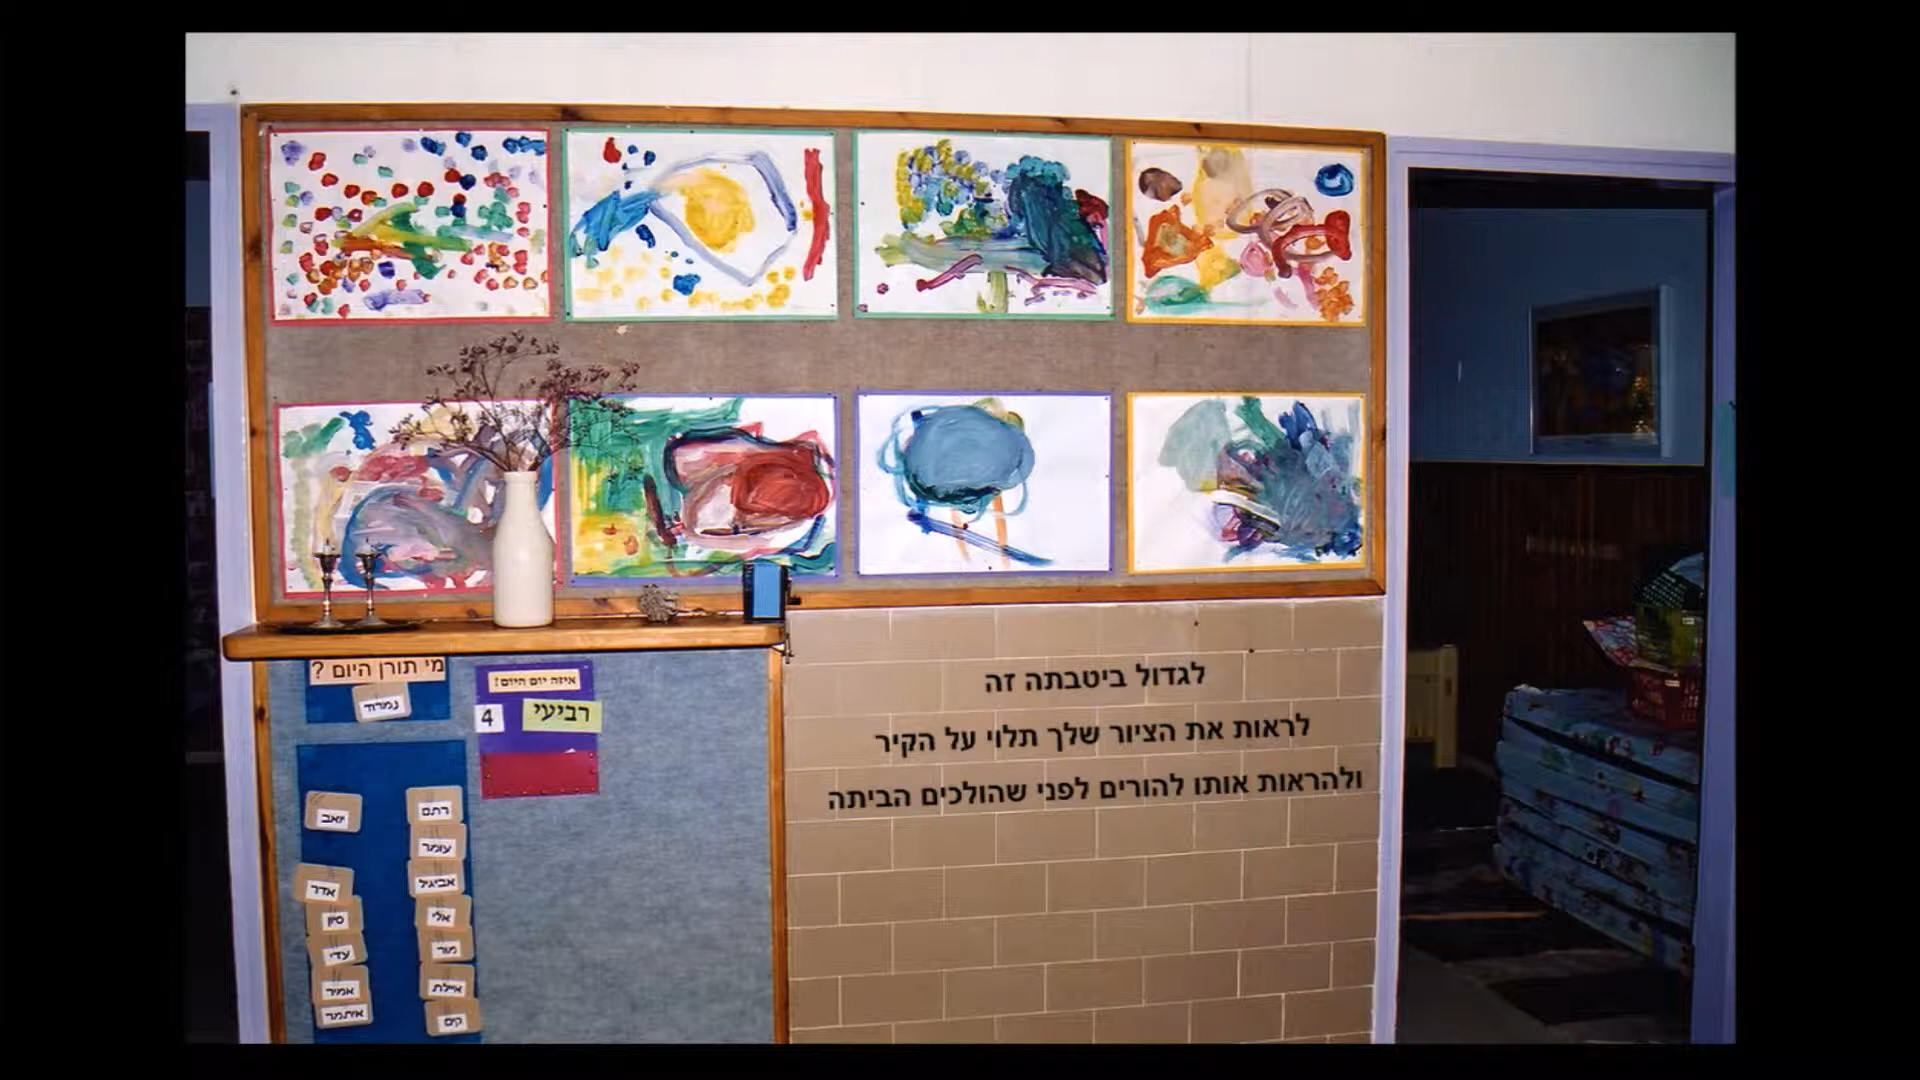 מי תורן היום ?
נמרוד
איזה יום היום?
4
רביעי
לגדול ביטבתה זה
לראות את הציור שלך תלוי על הקיר
ולהראות אותו להורים לפני שהולכים הביתה
רתם
יואב
עומר
אביגיל
אדר
אלי
סיון
מור
עדי
איילת
אמיר
קים
איתמר